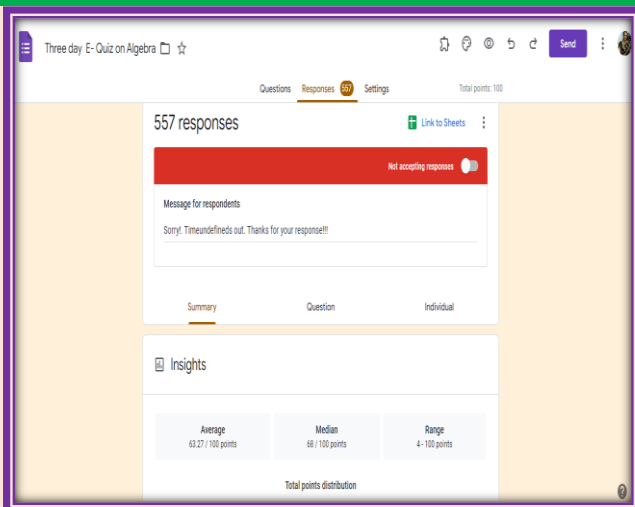 Three day E- Quiz on Algebra
Send
Questions Responses 557 Settings Total points: 100
557 responses
Link to Sheets
Not accepting responses
Message for respondents
Sorry!. Timeundefineds out. Thanks for your response!!!
Summary Question Individual
Insights
Average Median Range
63.27 / 100 points 68 / 100 points 4 - 100 points
Total points distribution